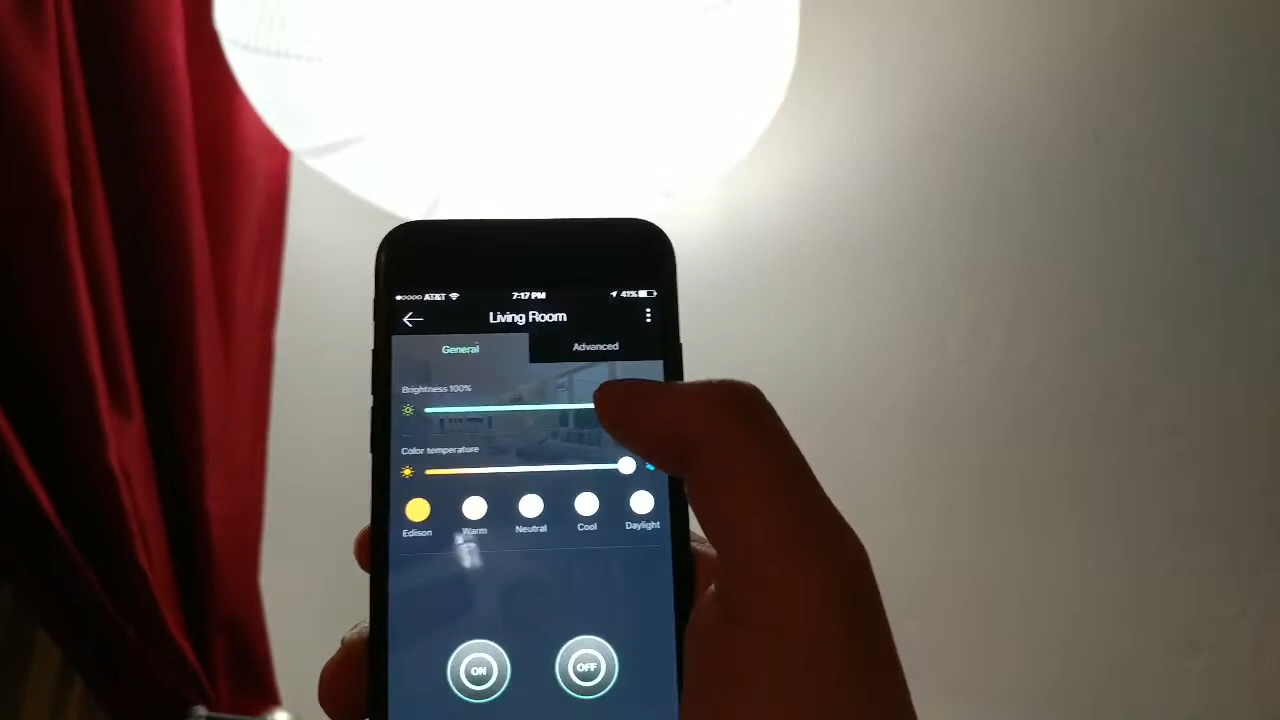 AT&T 7:17 PM 41%
Living Room
General Advanced
Brightness 100%
Color temperature
Edison Warm Neutral Cool Daylight
ON OFF